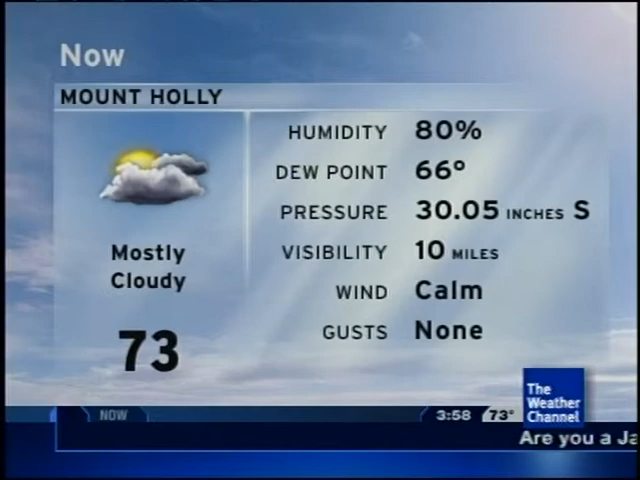 Now
MOUNT HOLLY
Mostly
Cloudy
73
HUMIDITY 80%
DEW POINT 66°
PRESSURE 30.05 INCHES S
VISIBILITY 10 MILES
WIND Calm
GUSTS None
NOW
3:58 73°
The
Weather
Channel
Are you a Ja